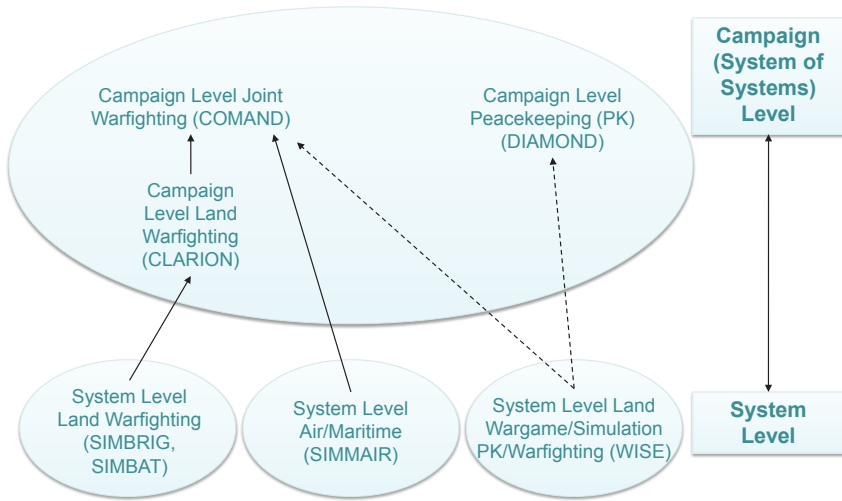 Campaign Level Joint
Warfighting (COMAND)
Campaign Level
Peacekeeping (PK)
(DIAMOND)
Campaign
(System of
Systems)
Level
Campaign
Level Land
Warfighting
(CLARION)
System Level
Land Warfighting
(SIMBRIG,
SIMBAT)
System Level
Air/Maritime
(SIMMAIR)
System Level Land
Wargame/Simulation
PK/Warfighting (WISE)
System
Level